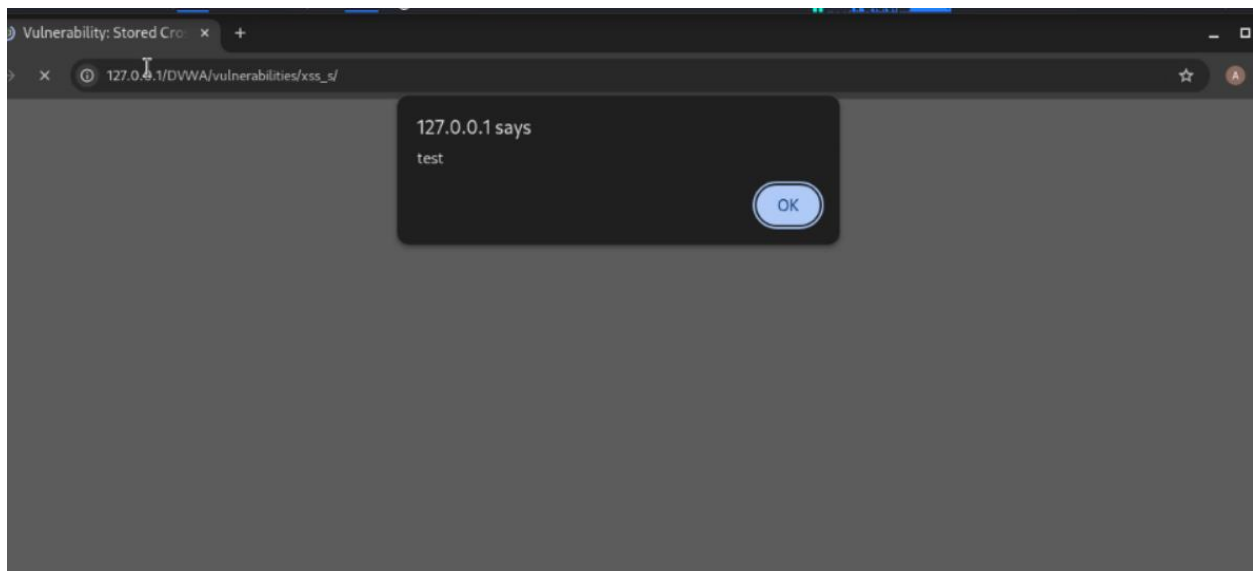 Vulnerability: Stored Cro
127.0.0.1/DVWA/vulnerabilities/xss_s/
A
127.0.0.1 says
test
OK